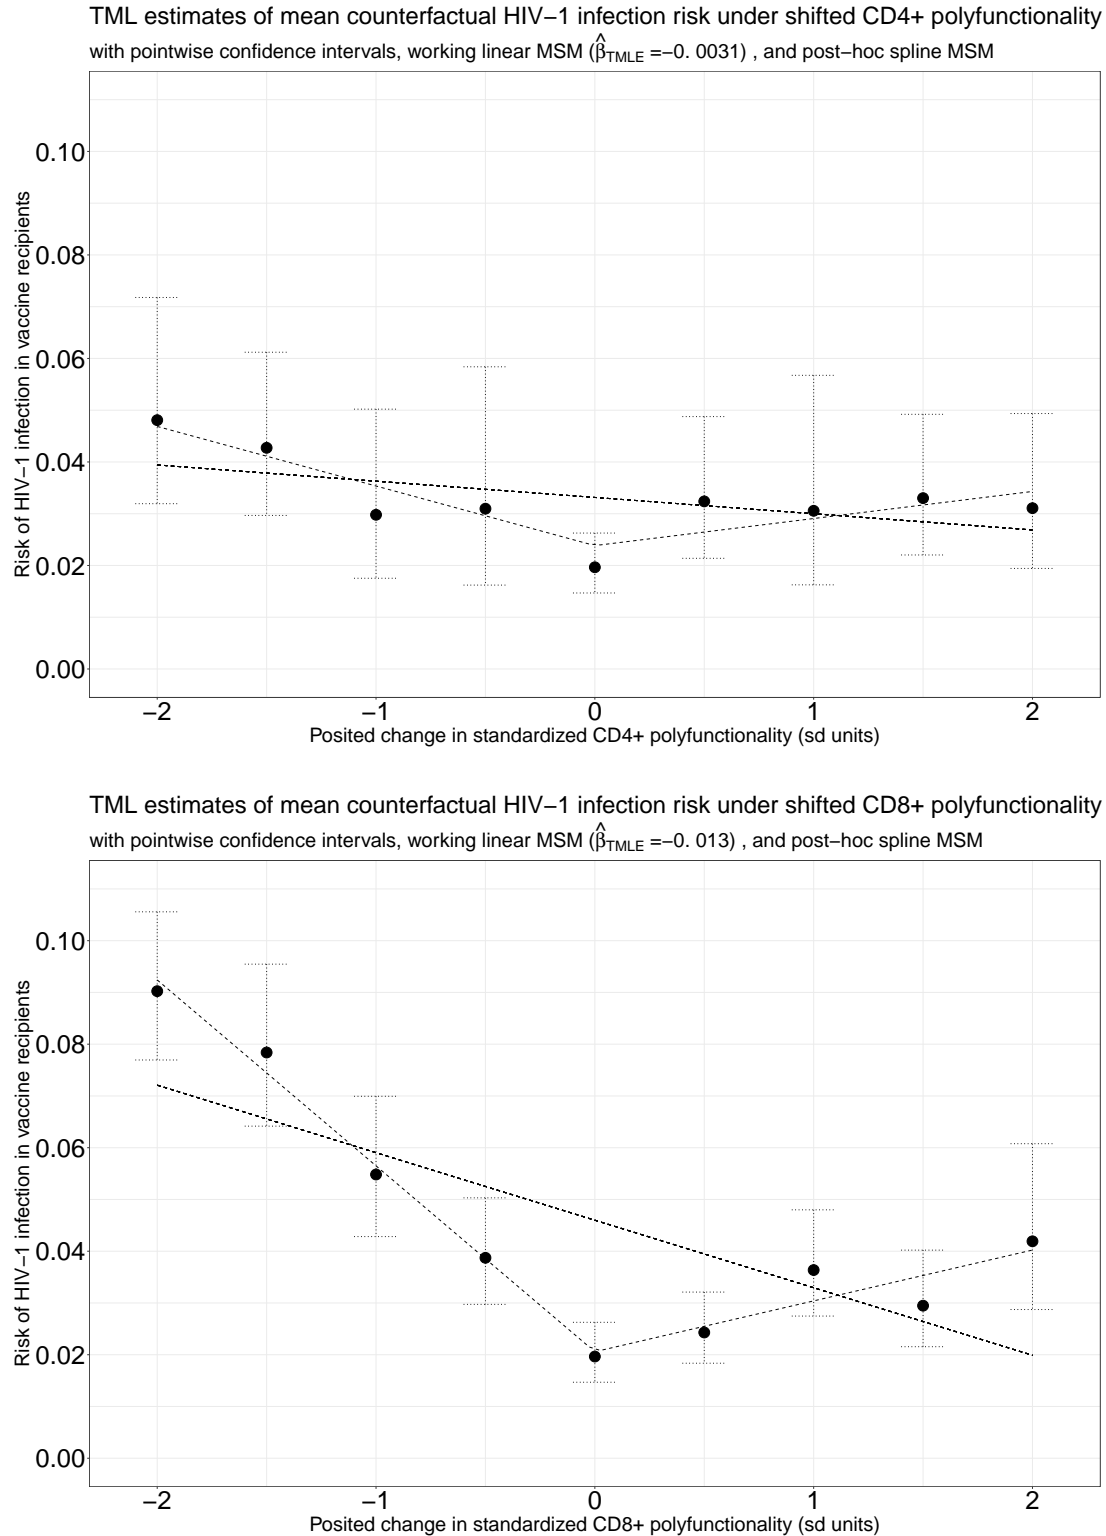 TML estimates of mean counterfactual HIV−1 infection risk under shifted CD4+ polyfunctionality
with pointwise confidence intervals, working linear MSM (β̂TMLE =−0. 0031) , and post−hoc spline MSM
Risk of HIV−1 infection in vaccine recipients
0.10
0.08
0.06
0.04
0.02
0.00
−2 −1 0 1 2
Posited change in standardized CD4+ polyfunctionality (sd units)
TML estimates of mean counterfactual HIV−1 infection risk under shifted CD8+ polyfunctionality
with pointwise confidence intervals, working linear MSM (β̂TMLE =−0. 013) , and post−hoc spline MSM
Risk of HIV−1 infection in vaccine recipients
0.10
0.08
0.06
0.04
0.02
0.00
−2 −1 0 1 2
Posited change in standardized CD8+ polyfunctionality (sd units)